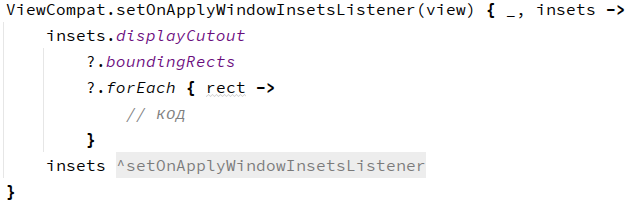 ViewCompat.setOnApplyWindowInsetsListener(view) { _, insets ->
insets.displayCutout
?.boundingRects
?.forEach { rect ->
// код
}
insets ^setOnApplyWindowInsetsListener
}